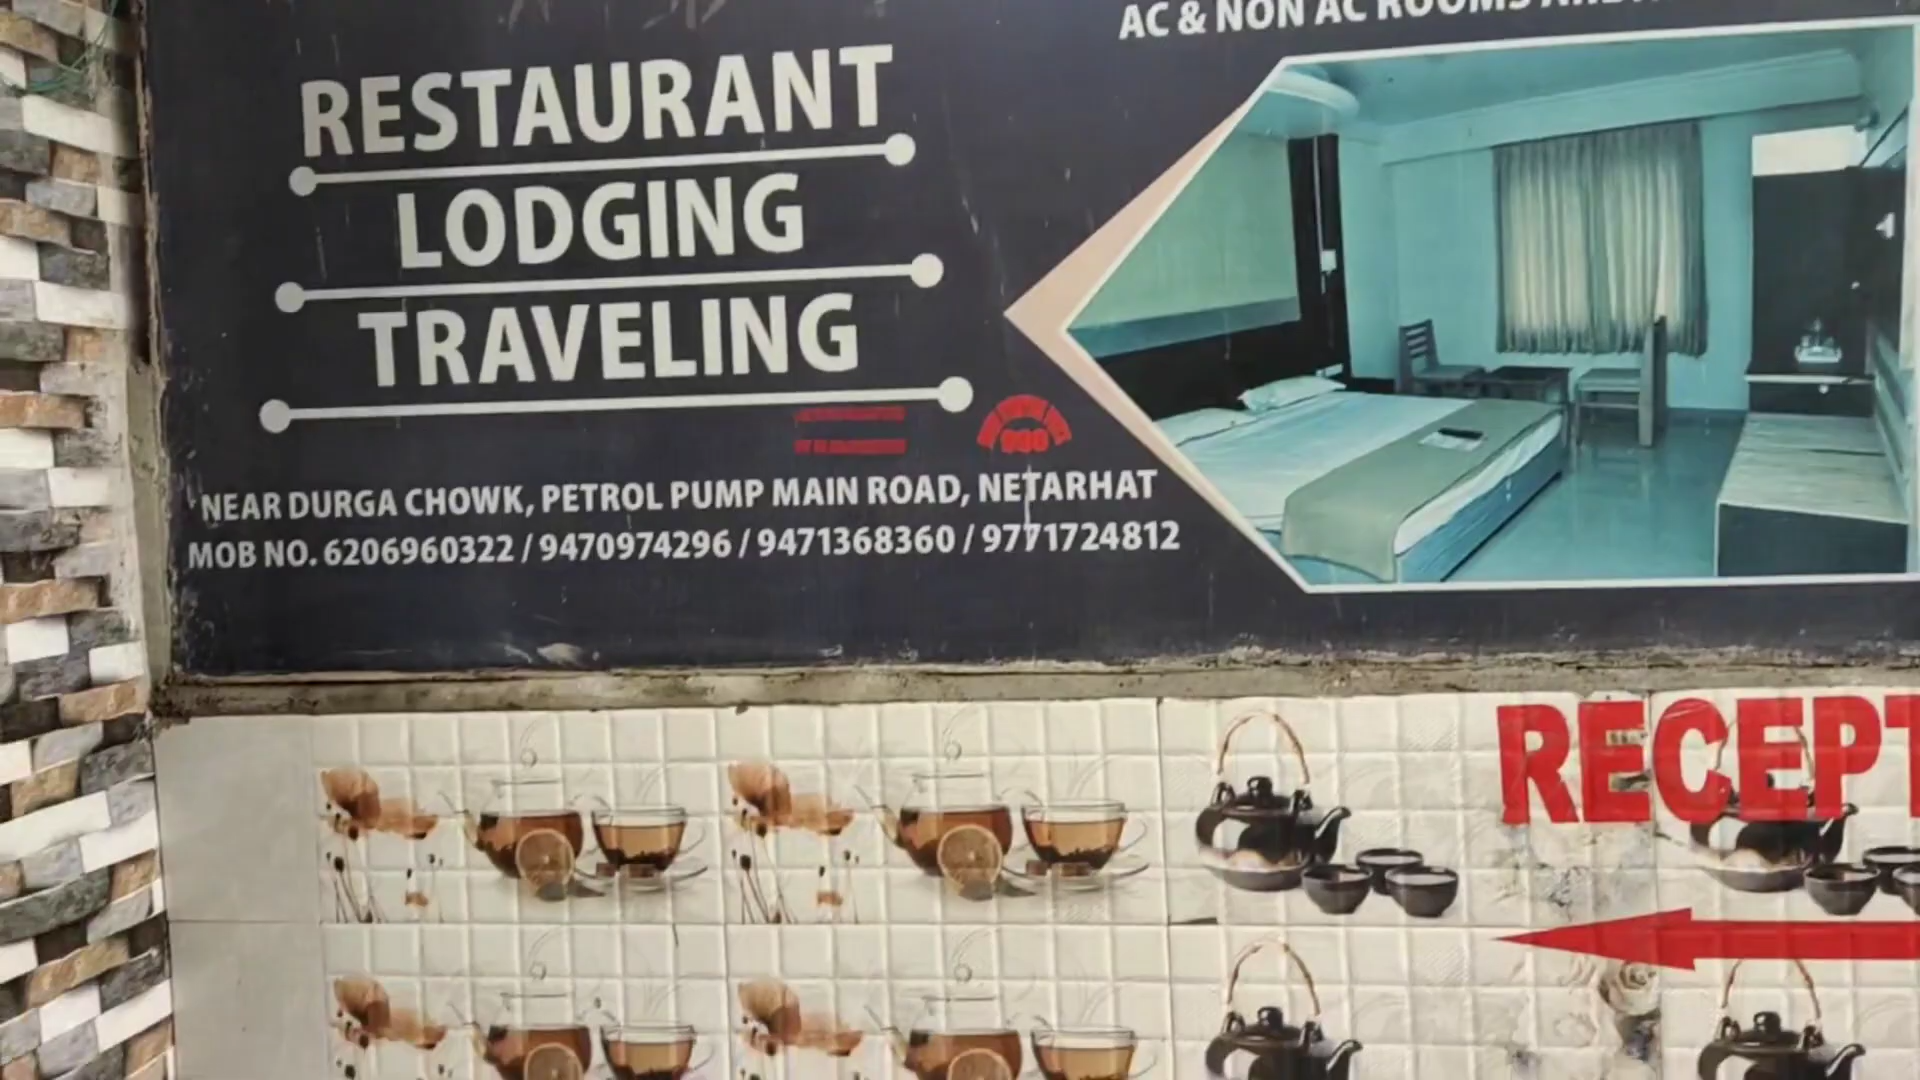 AC & NON AC ROOMS
RESTAURANT
LODGING
TRAVELING
NEAR DURGA CHOWK, PETROL PUMP MAIN ROAD, NETARHAT
MOB NO. 6206960322 / 9470974296 / 9471368360 / 9771724812
RECEPT